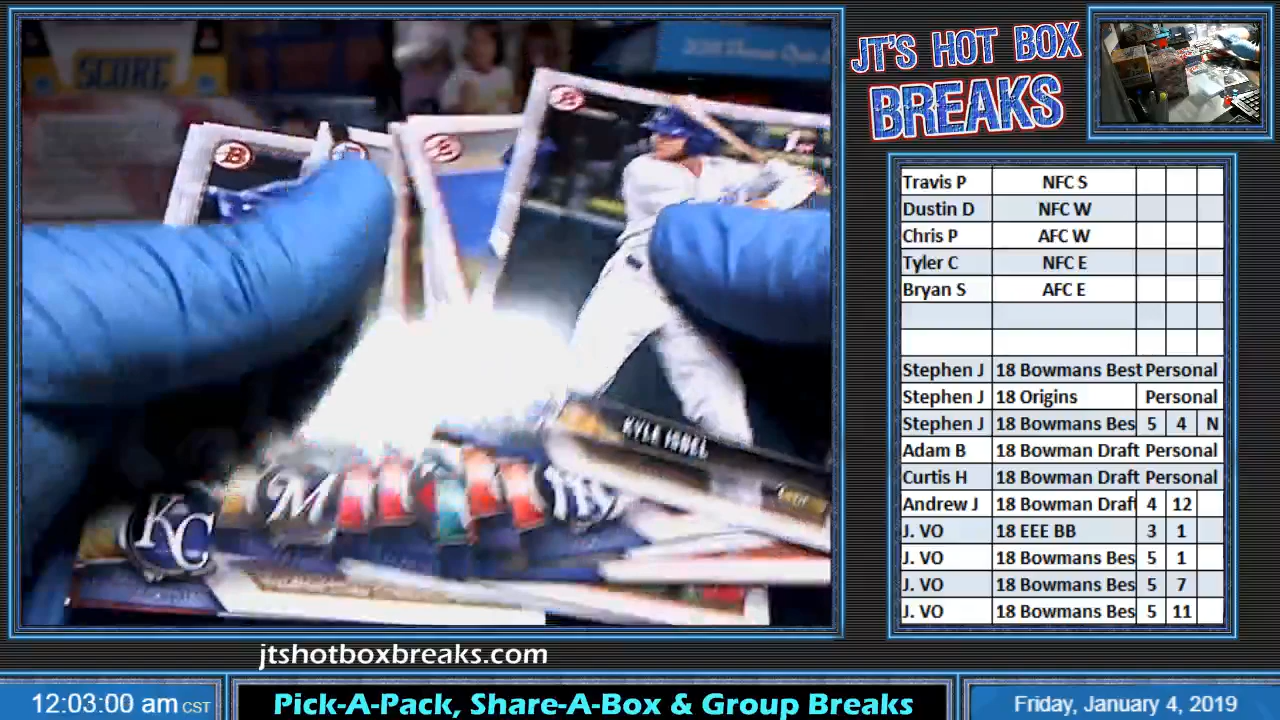 SCORE
B
B
B
KYLE ISBEL
KC
M
JT'S HOT BOX
BREAKS
Travis P NFC S
Dustin D NFC W
Chris P AFC W
Tyler C NFC E
Bryan S AFC E
Stephen J 18 Bowmans Best Personal
Stephen J 18 Origins Personal
Stephen J 18 Bowmans Bes 5 4 N
Adam B 18 Bowman Draft Personal
Curtis H 18 Bowman Draft Personal
Andrew J 18 Bowman Draft 4 12
J. VO 18 EEE BB 3 1
J. VO 18 Bowmans Bes 5 1
J. VO 18 Bowmans Bes 5 7
J. VO 18 Bowmans Bes 5 11
jtshotboxbreaks.com
12:03:00 am CST
Pick-A-Pack, Share-A-Box & Group Breaks
Friday, January 4, 2019